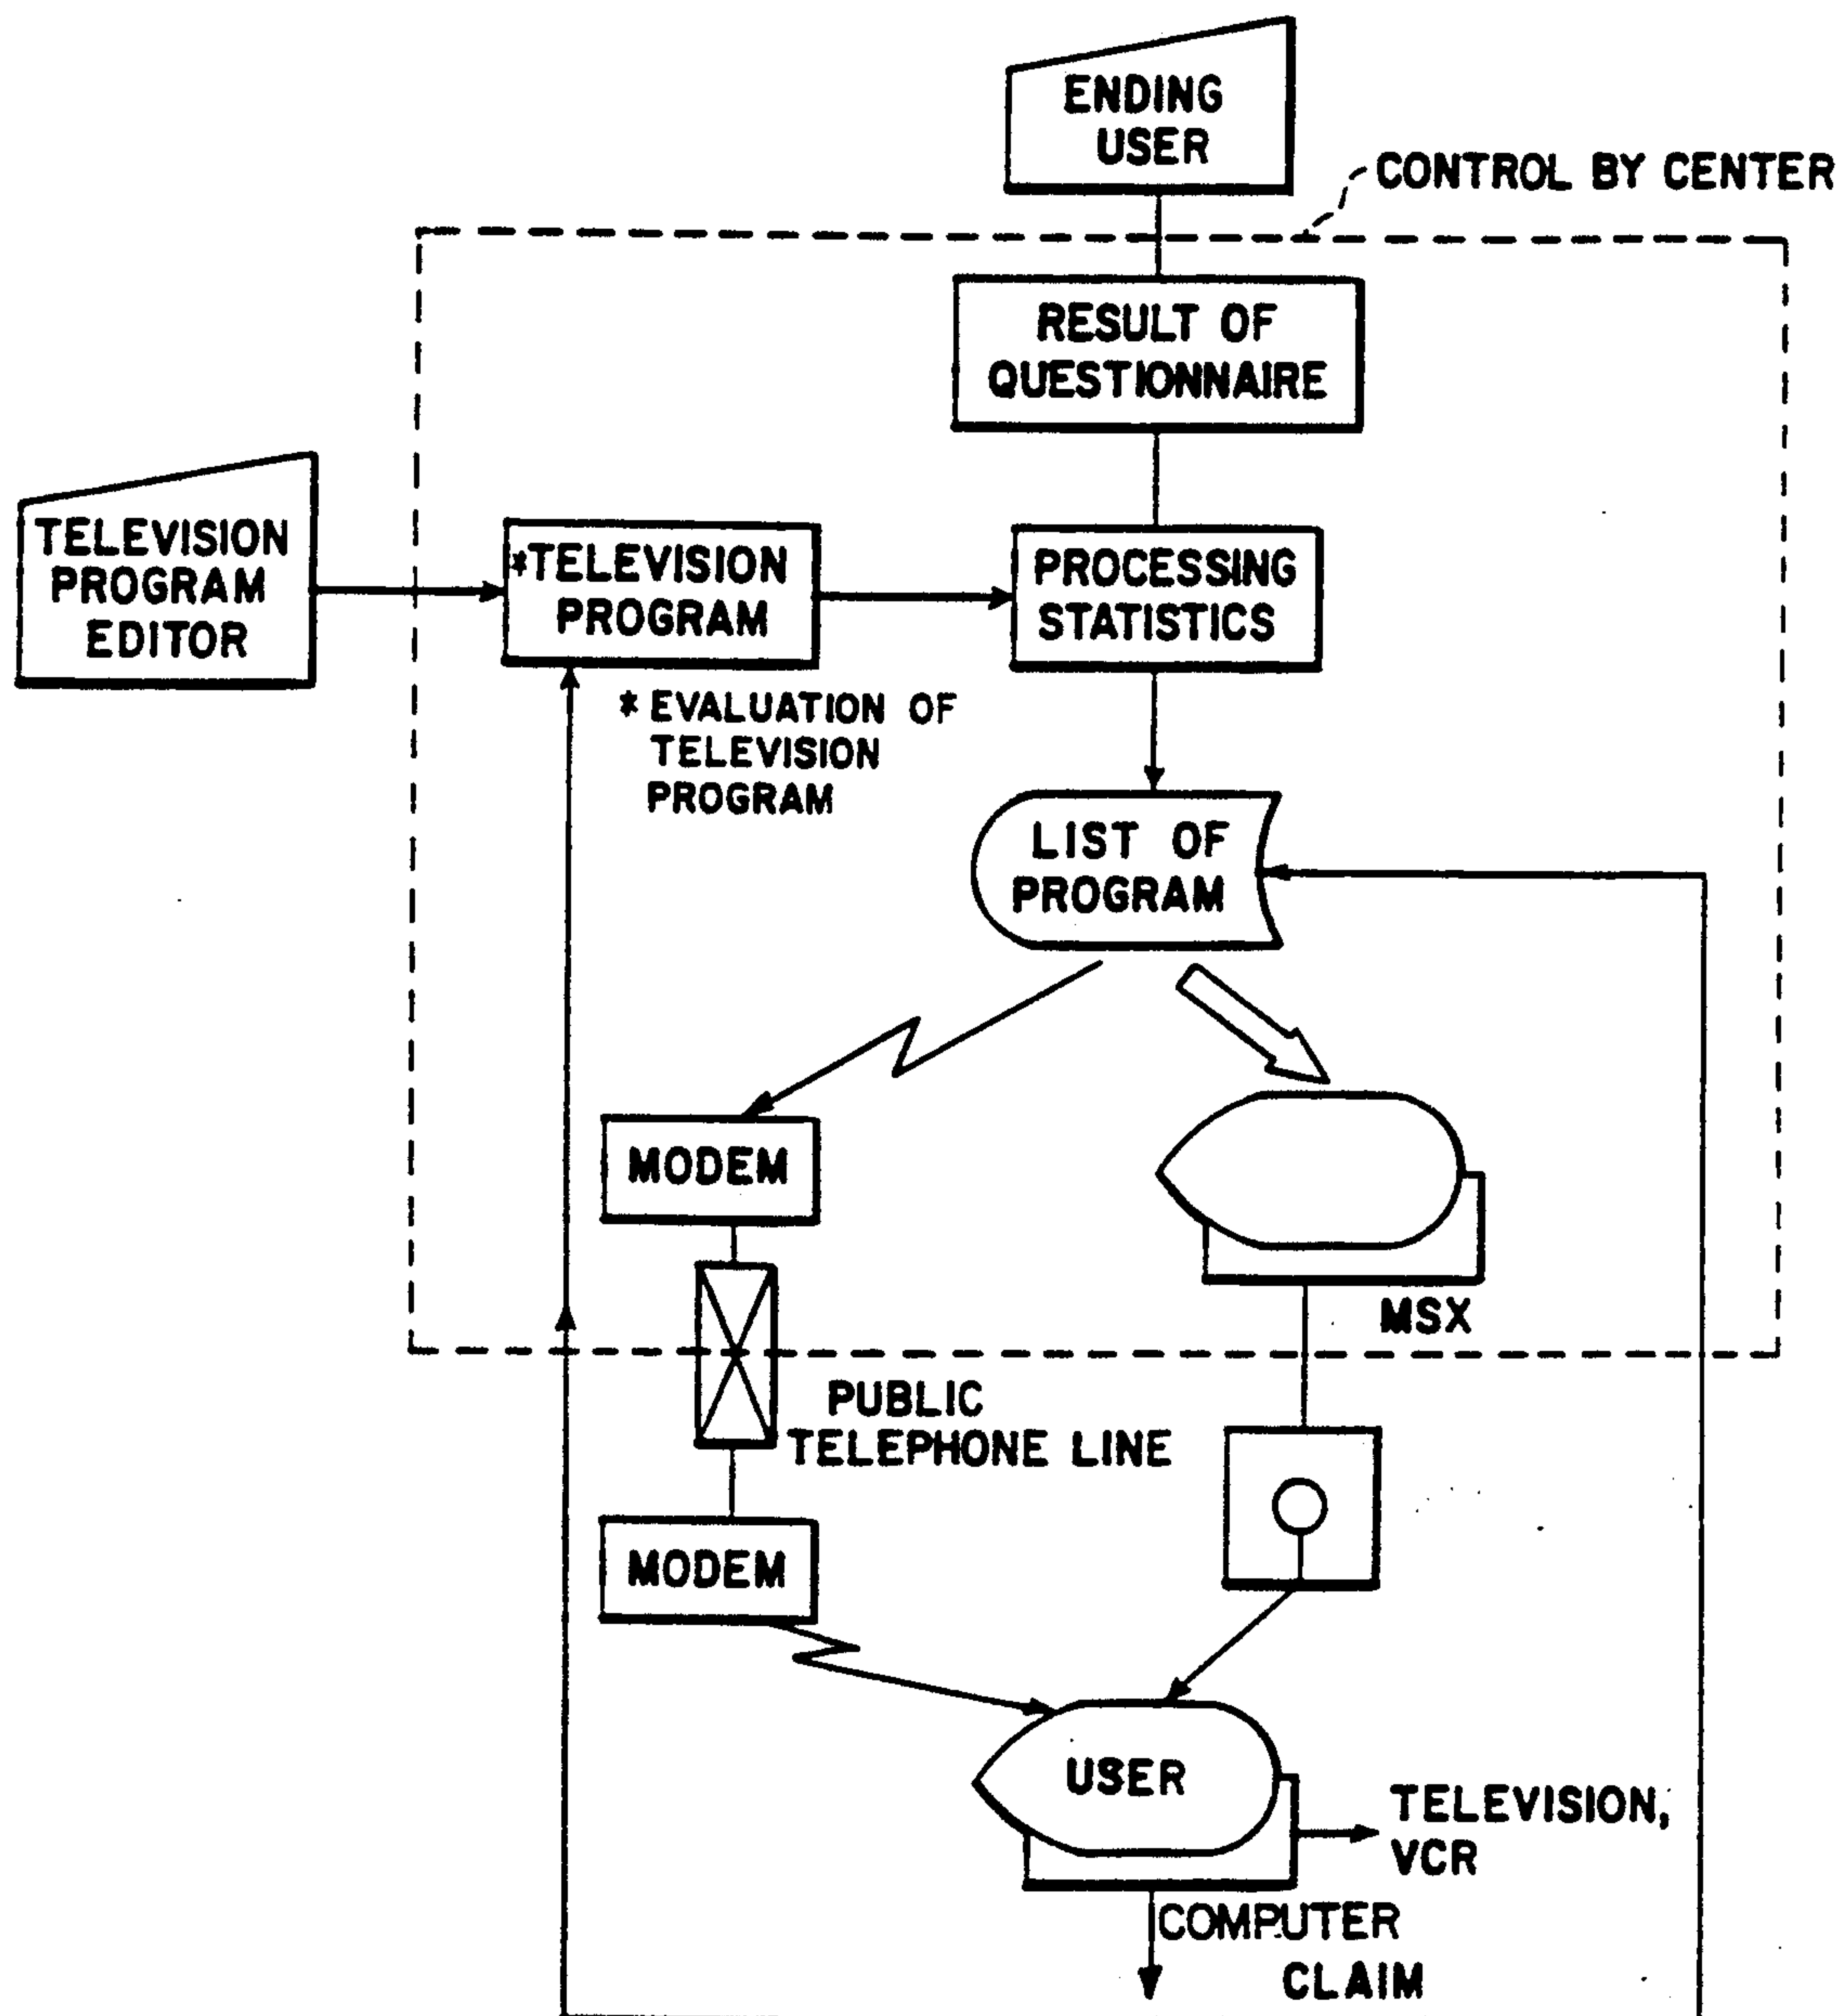 ENDING
USER
CONTROL BY CENTER
RESULT OF
QUESTIONNAIRE
TELEVISION
PROGRAM
EDITOR
*TELEVISION
PROGRAM
PROCESSING
STATISTICS
* EVALUATION OF
TELEVISION
PROGRAM
LIST OF
PROGRAM
MODEM
MSX
PUBLIC
TELEPHONE LINE
MODEM
USER
TELEVISION,
VCR
COMPUTER
CLAIM